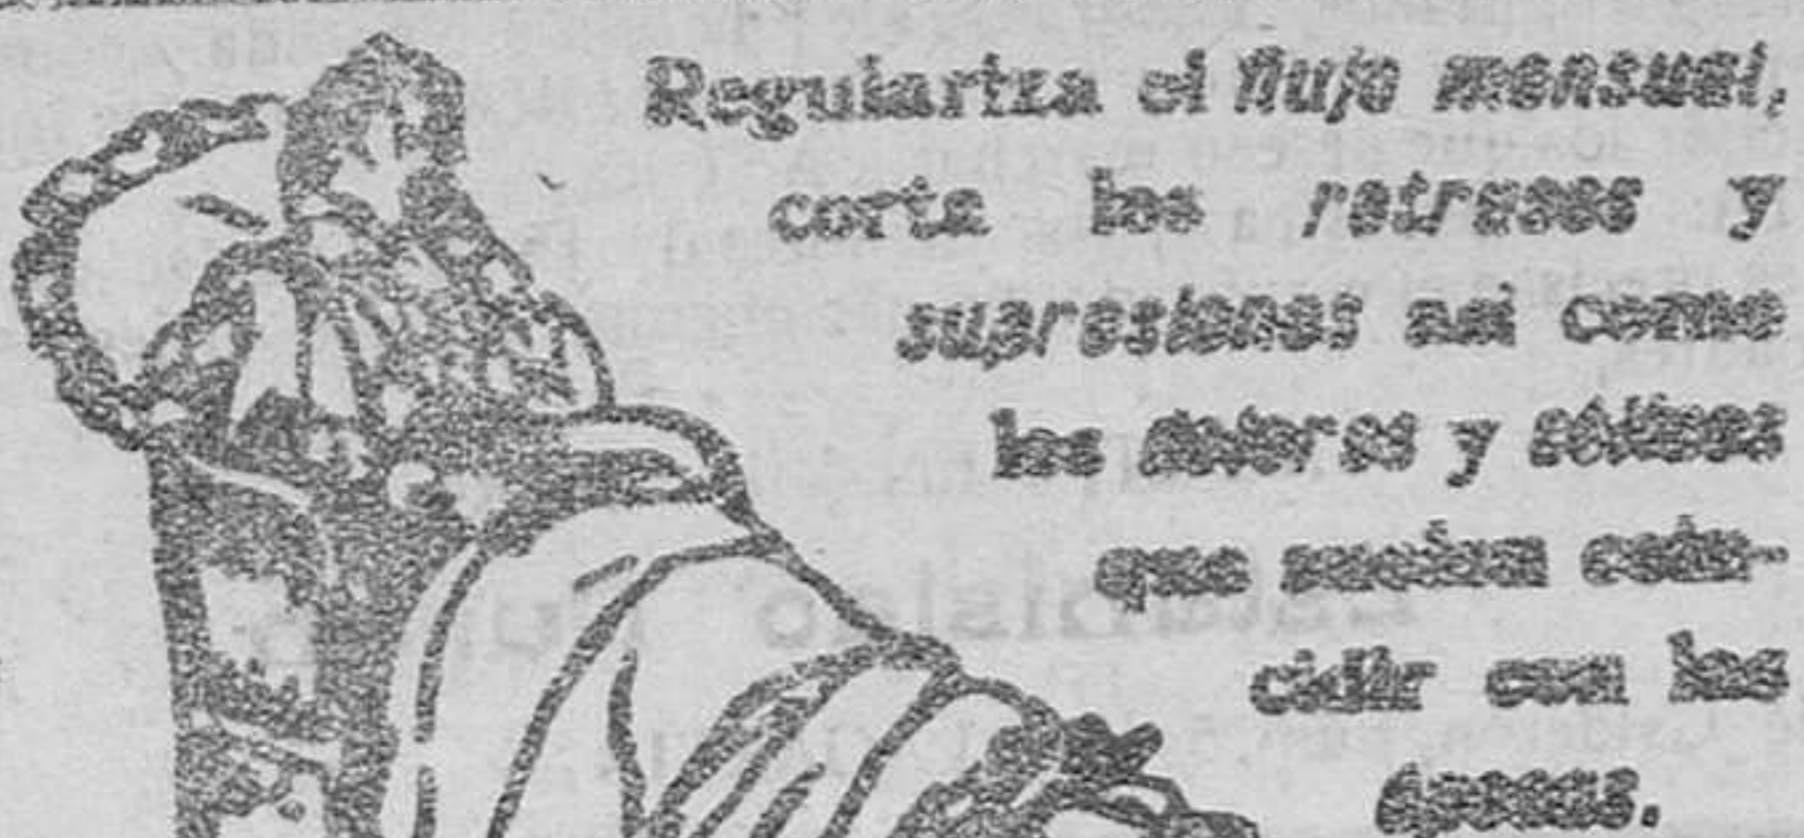 Regulariza el flujo mensual,
corta los retrasos y
supresiones asi como
los dolores y cólicos
que suelen coin-
cidir con las
épocas.